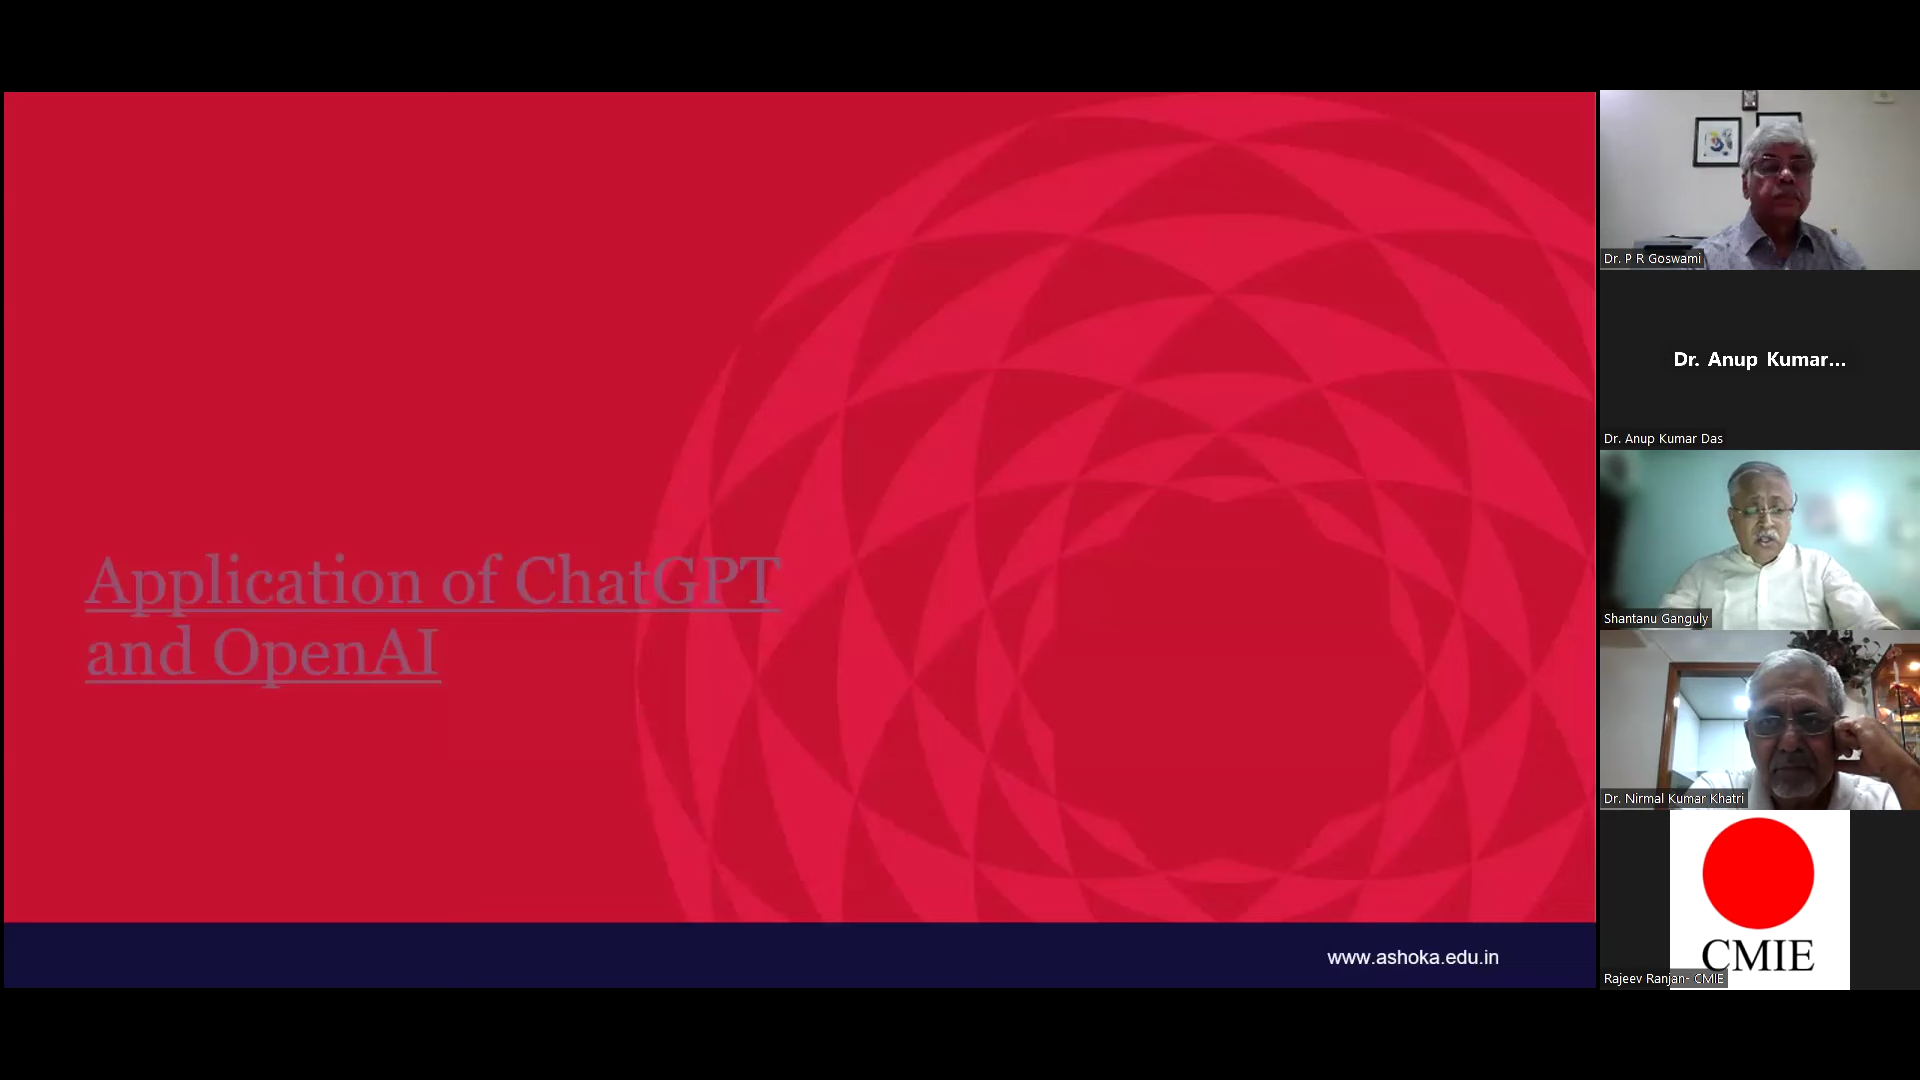 Application of ChatGPT
and OpenAI
www.ashoka.edu.in
Dr. P R Goswami
Dr. Anup Kumar...
Dr. Anup Kumar Das
Shantanu Ganguly
Dr. Nirmal Kumar Khatri
CMIE
Rajeev Ranjan- CMIE